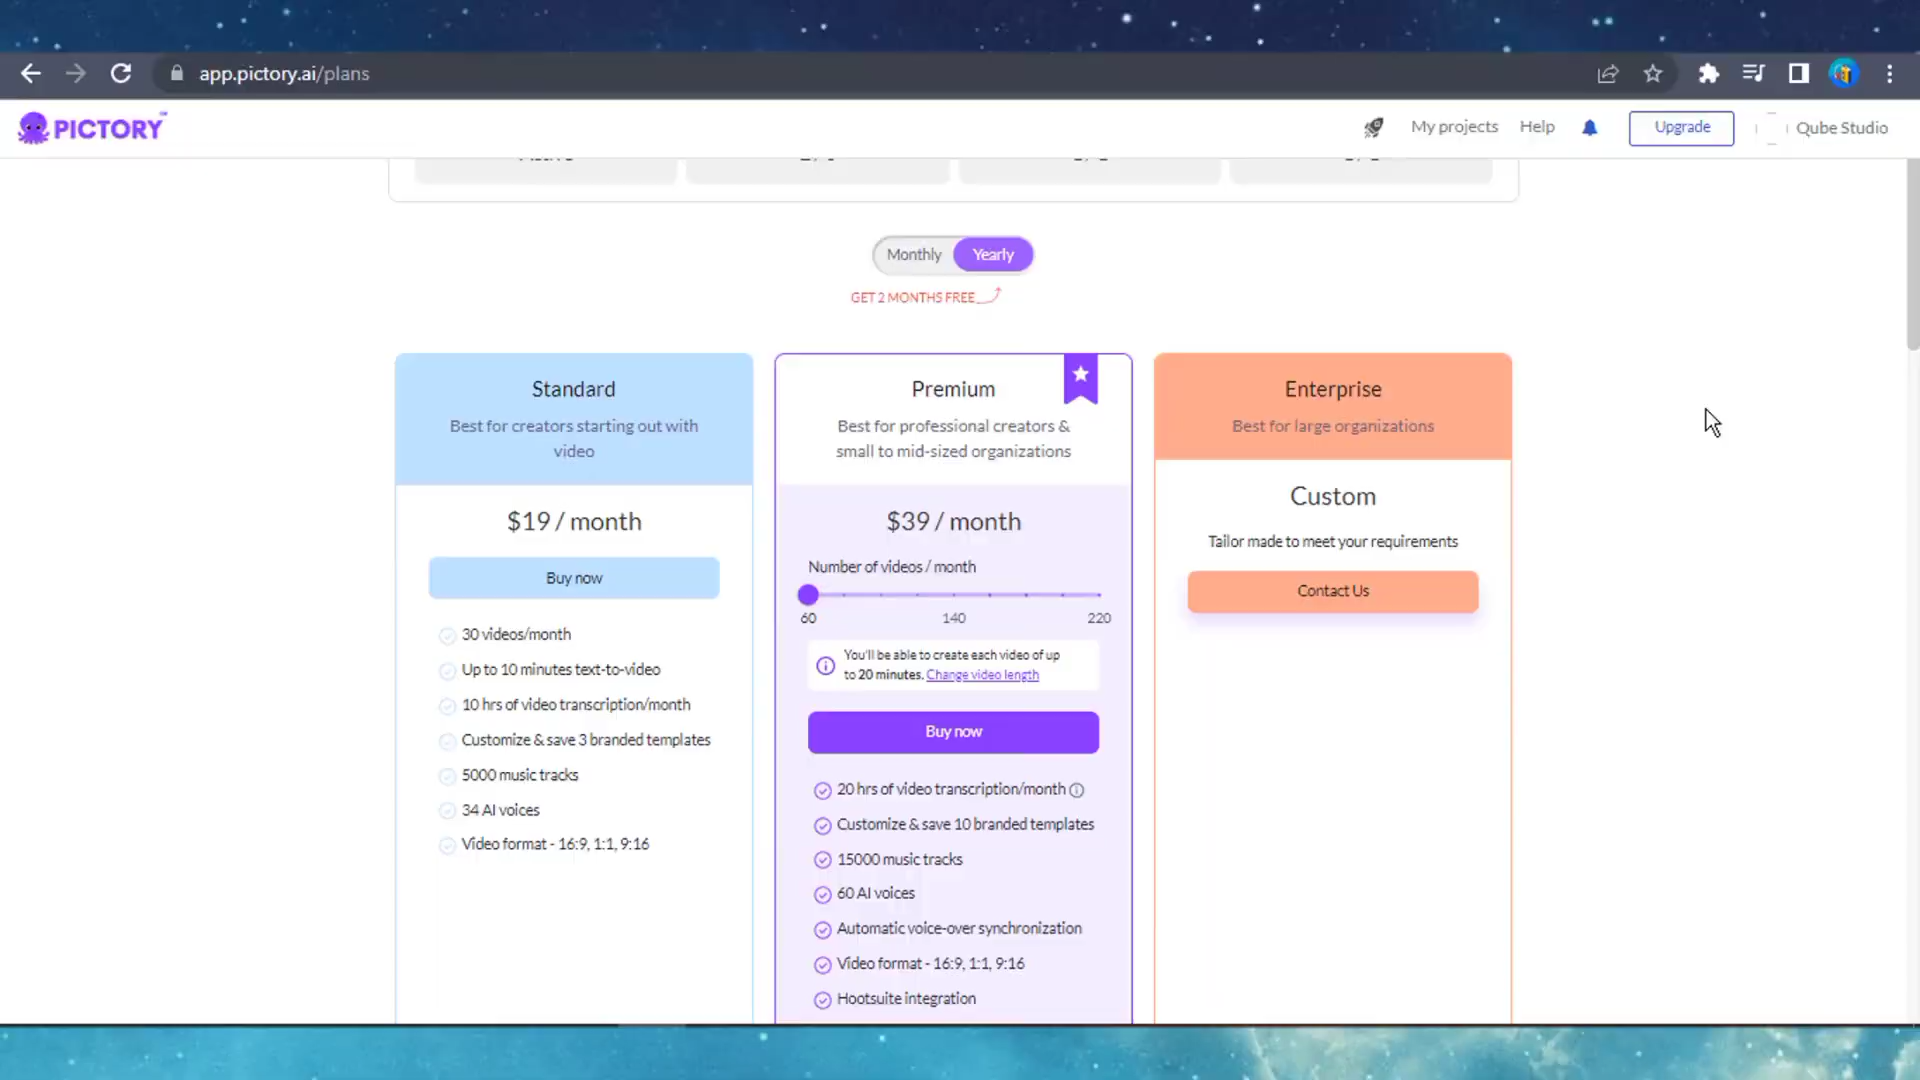 app.pictory.ai/plans
PICTORY
My projects
Help
Upgrade
Qube Studio
Monthly
Yearly
GET 2 MONTHS FREE
Standard
Best for creators starting out with
video
$19 / month
Buy now
30 videos/month
Up to 10 minutes text-to-video
10 hrs of video transcription/month
Customize & save 3 branded templates
5000 music tracks
34 AI voices
Video format - 16:9, 1:1, 9:16
Premium
Best for professional creators &
small to mid-sized organizations
$39 / month
Number of videos / month
60 140 220
You'll be able to create each video of up
to 20 minutes. Change video length
Buy now
20 hrs of video transcription/month
Customize & save 10 branded templates
15000 music tracks
60 AI voices
Automatic voice-over synchronization
Video format - 16:9, 1:1, 9:16
Hootsuite integration
Enterprise
Best for large organizations
Custom
Tailor made to meet your requirements
Contact Us